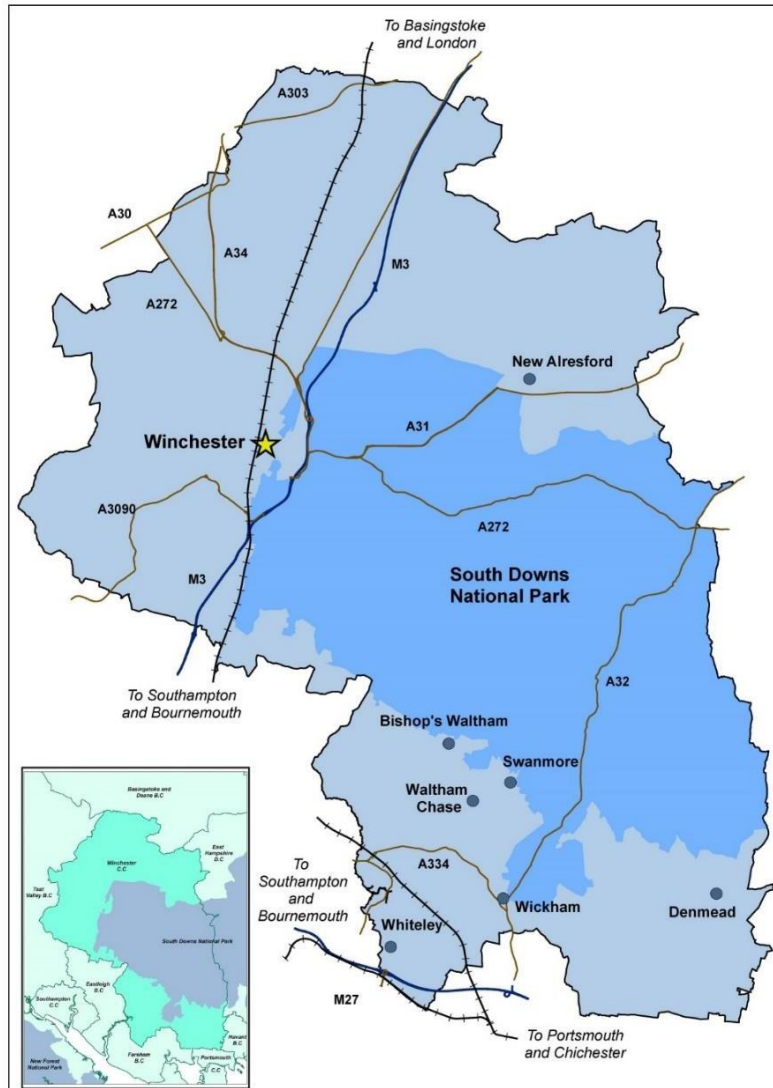 To Basingstoke
and London
A303
A30
A34
M3
A272
New Alresford
Winchester
A31
A3090
A272
M3
South Downs
National Park
A32
To Southampton
and Bournemouth
Bishop's Waltham
Swanmore
Waltham
Chase
A334
To
Southampton
and
Bournemouth
Wickham
Denmead
Whiteley
M27
To Portsmouth
and Chichester
Basingstoke and
Deane B.C
Winchester
C.C
East
Hampshire
D.C
Test
Valley B.C
South Downs National Park
Eastleigh
B.C
Southampton
C.C
New Forest
National Park
Fareham
B.C
Portsmouth
C.C
Havant
B.C